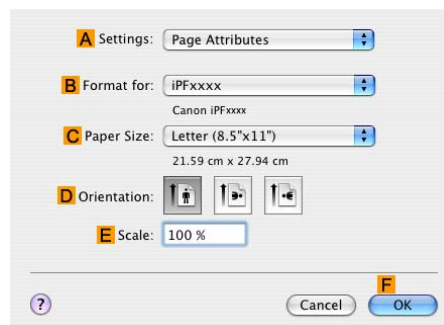 A Settings: Page Attributes
B Format for: iPFxxxx
Canon iPFxxxx
C Paper Size: Letter (8.5"x11")
21.59 cm x 27.94 cm
D Orientation:
E Scale: 100 %
F
? Cancel OK